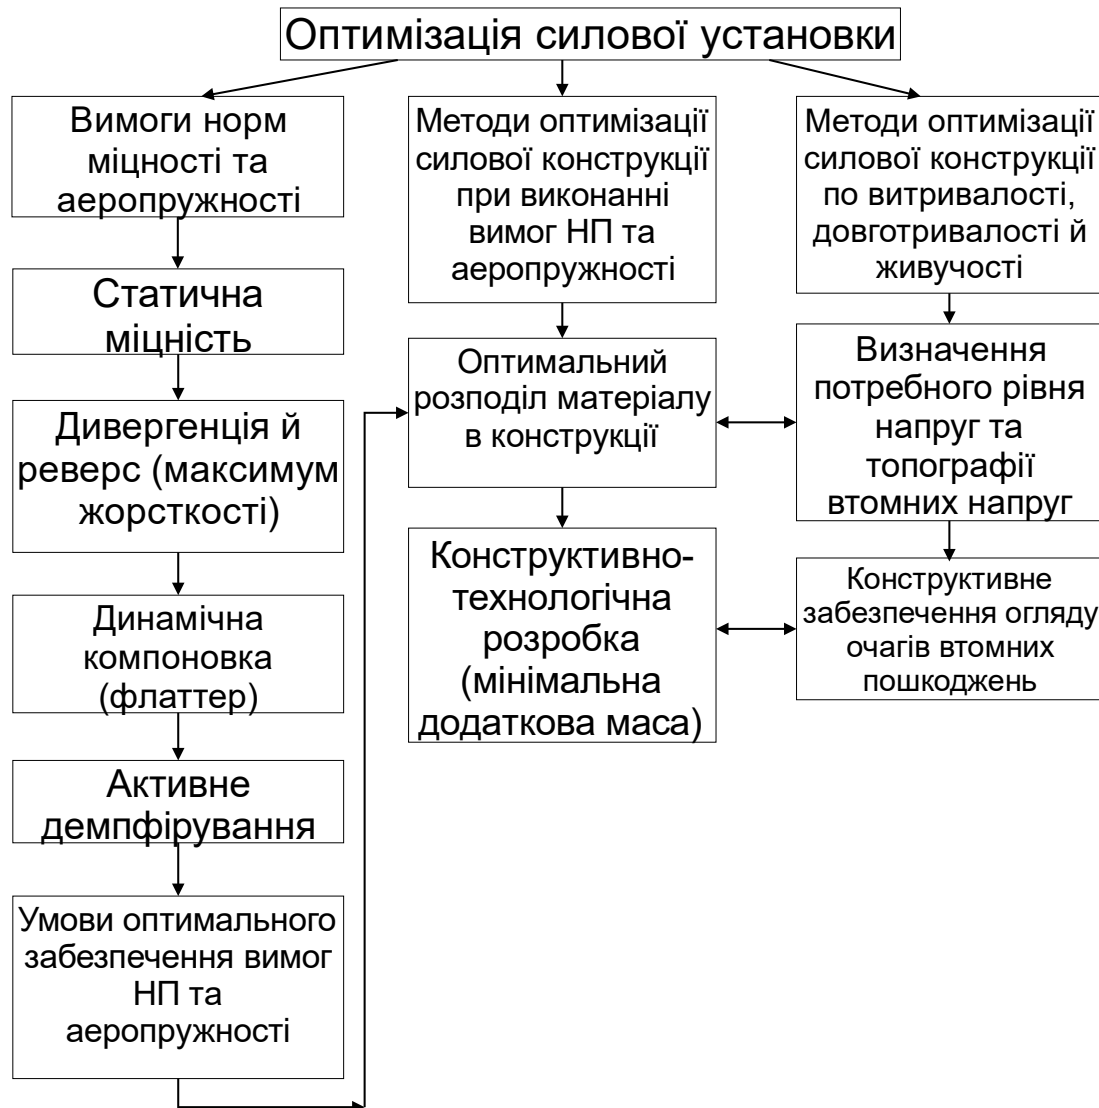 Оптимізація силової установки
Вимоги норм
міцності та
аеропружності
Статична
міцність
Дивергенція й
реверс (максимум
жорсткості)
Динамічна
компоновка
(флаттер)
Активне
демпфірування
Умови оптимального
забезпечення вимог
НП та
аеропружності
Методи оптимізації
силової конструкції
при виконанні
вимог НП та
аеропружності
Оптимальний
розподіл матеріалу
в конструкції
Конструктивно-
технологічна
розробка
(мінімальна
додаткова маса)
Методи оптимізації
силової конструкції
по витривалості,
довготривалості й
живучості
Визначення
потребного рівня
напруг та
топографії
втомних напруг
Конструктивне
забезпечення огляду
очагів втомних
пошкоджень